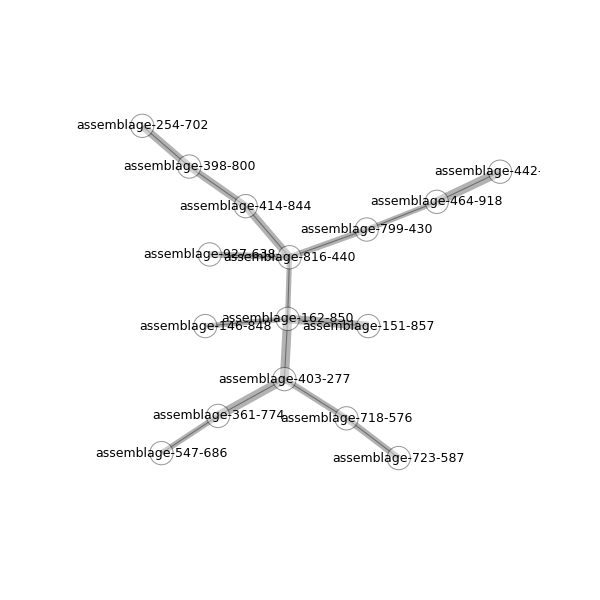 assemblage-254-702
assemblage-398-800
assemblage-442-
assemblage-464-918
assemblage-414-844
assemblage-799-430
assemblage-927-638
assemblage-816-440
assemblage-162-850
assemblage-146-848
assemblage-151-857
assemblage-403-277
assemblage-361-774
assemblage-718-576
assemblage-547-686
assemblage-723-587